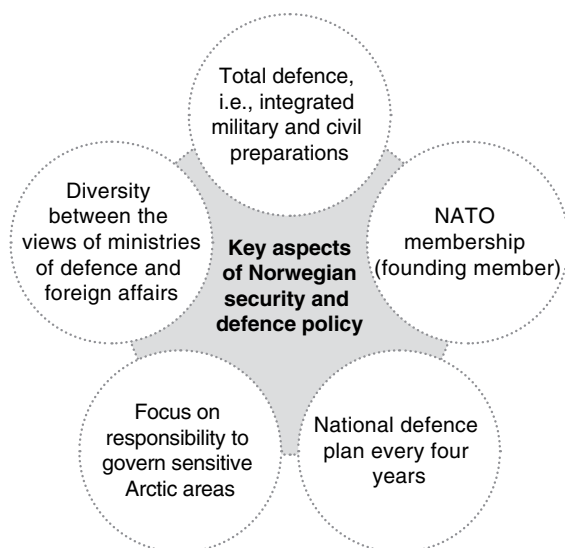 Total defence,
i.e., integrated
military and civil
preparations
Diversity
between the
views of ministries
of defence and
foreign affairs
NATO
membership
(founding member)
Key aspects
of Norwegian
security and
defence policy
Focus on
responsibility to
govern sensitive
Arctic areas
National defence
plan every four
years